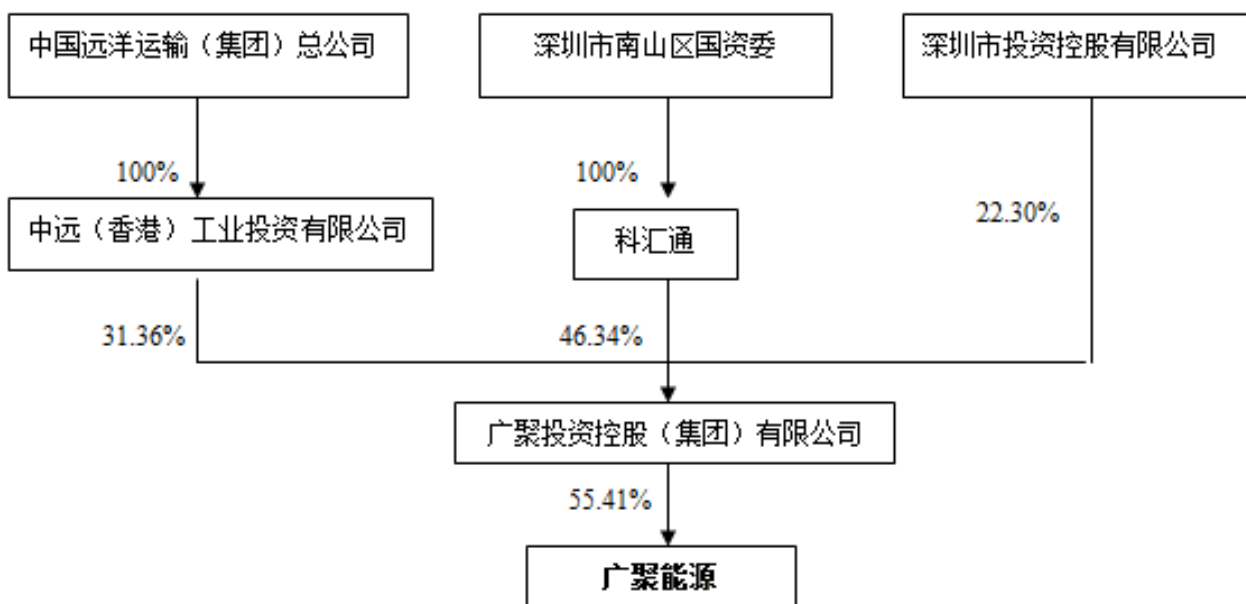 中国远洋运输（集团）总公司
深圳市南山区国资委
深圳市投资控股有限公司
100%
100%
中远（香港）工业投资有限公司
科汇通
22.30%
31.36%
46.34%
广聚投资控股（集团）有限公司
55.41%
广聚能源